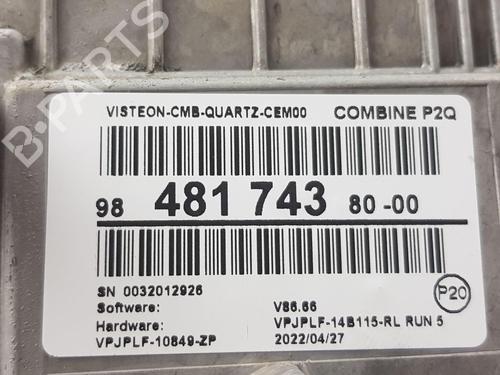 B-PARTS
VISTEON-CMB-QUARTZ-CEM00 COMBINE P2Q
98 481 743 80-00
SN 0032012926
Software: V86.66
Hardware: VPJPLF-14B115-RL RUN 5
VPJPLF-10849-ZP 2022/04/27
P20